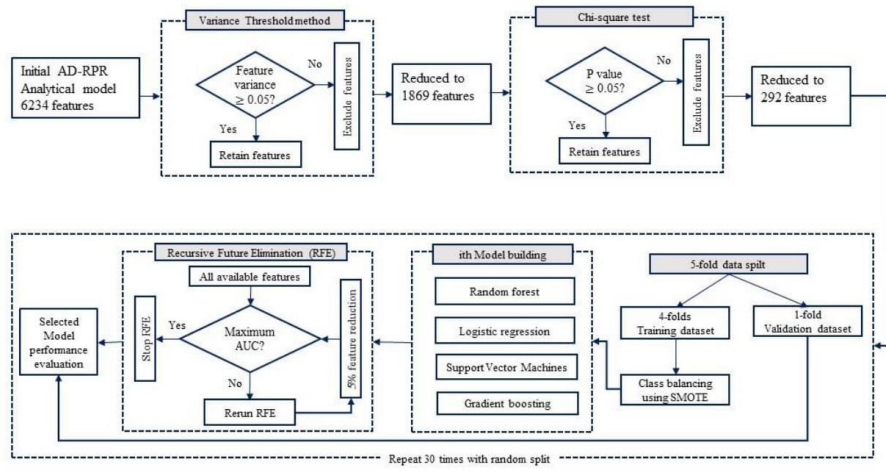 Variance Threshold method
Initial AD-RPR
Analytical model
6234 features
Feature
variance
≥ 0.05?
No
Yes
Exclude features
Retain features
Reduced to
1869 features
Chi-square test
P value
≥ 0.05?
No
Yes
Exclude features
Retain features
Reduced to
292 features
Recursive Future Elimination (RFE)
All available features
Maximum
AUC?
Yes
No
Stop RFE
5% feature reduction
Rerun RFE
Selected
Model
performance
evaluation
ith Model building
Random forest
Logistic regression
Support Vector Machines
Gradient boosting
5-fold data spilt
4-folds
Training dataset
1-fold
Validation dataset
Class balancing
using SMOTE
Repeat 30 times with random split